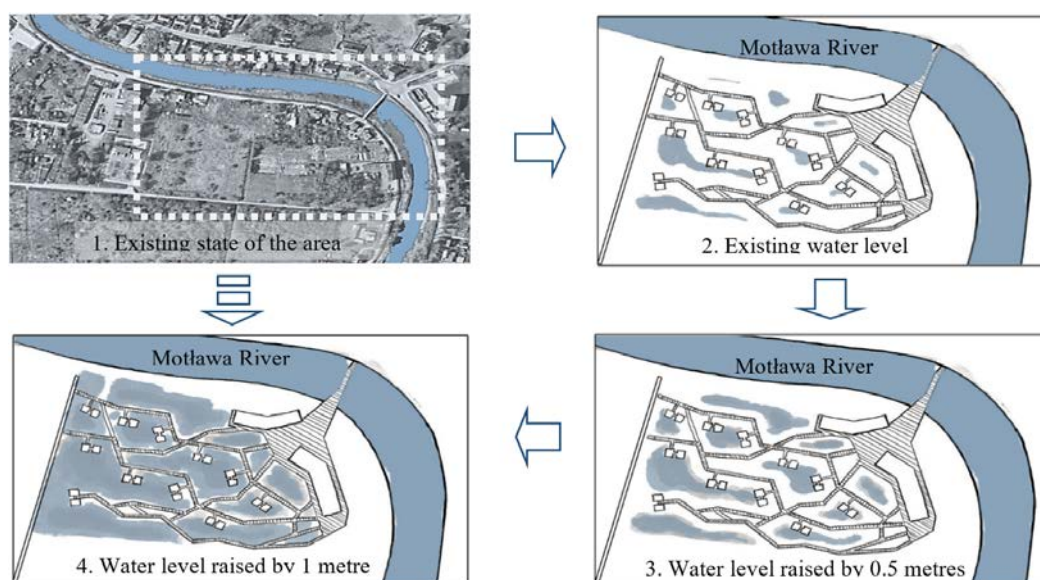 1. Existing state of the area
Motława River
2. Existing water level
Motława River
4. Water level raised by 1 metre
Motława River
3. Water level raised by 0.5 metres